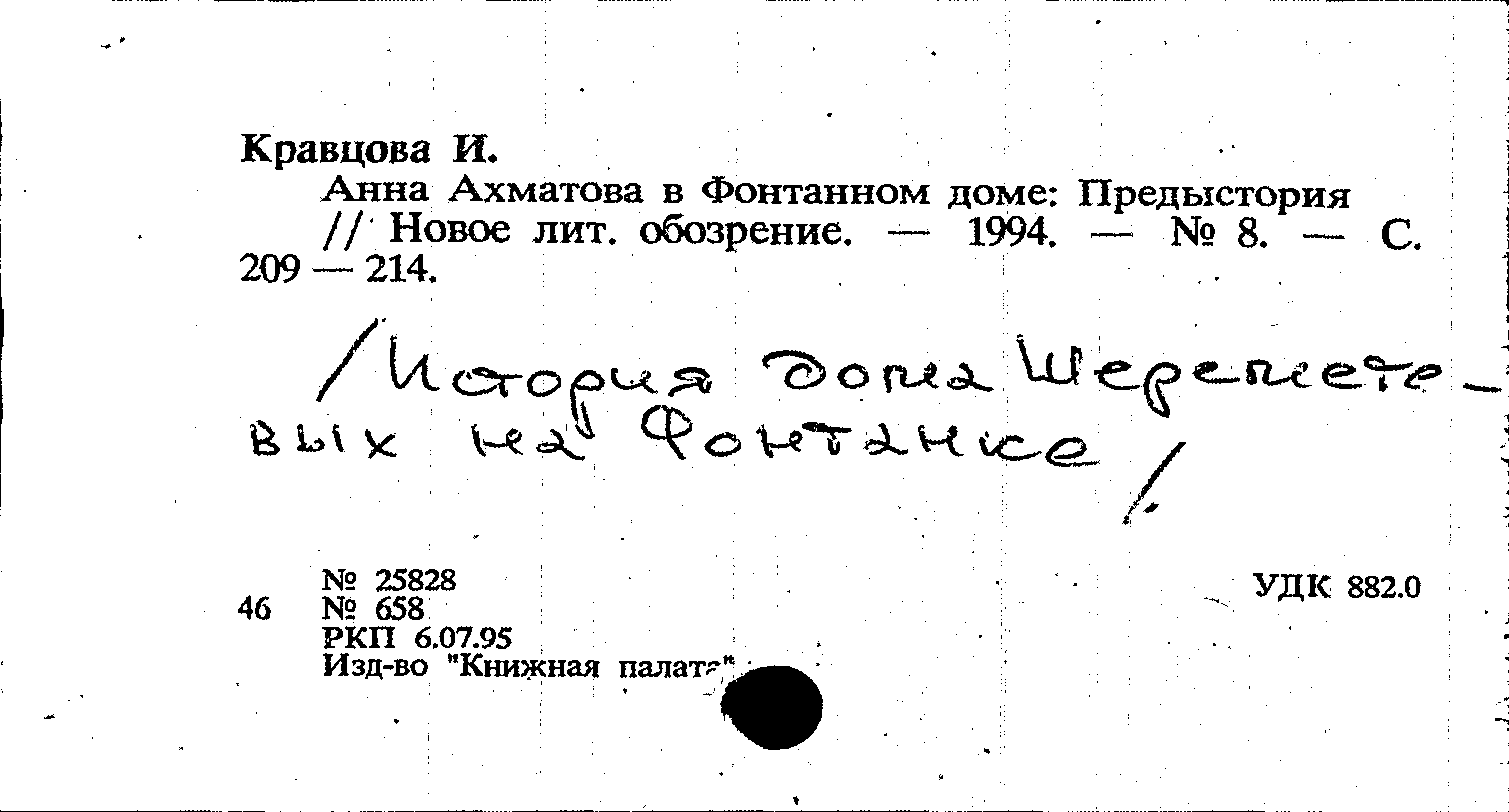 Кравцова И.
Анна Ахматова в Фонтанном доме: Предыстория
// Новое лит. обозрение. — 1994. — № 8. — С.
209 — 214.
/История дома Шеремете-
вых на Фонтанке/.
№ 25828
46 № 658
РКП 6.07.95
Изд-во "Книжная палата"
УДК 882.0